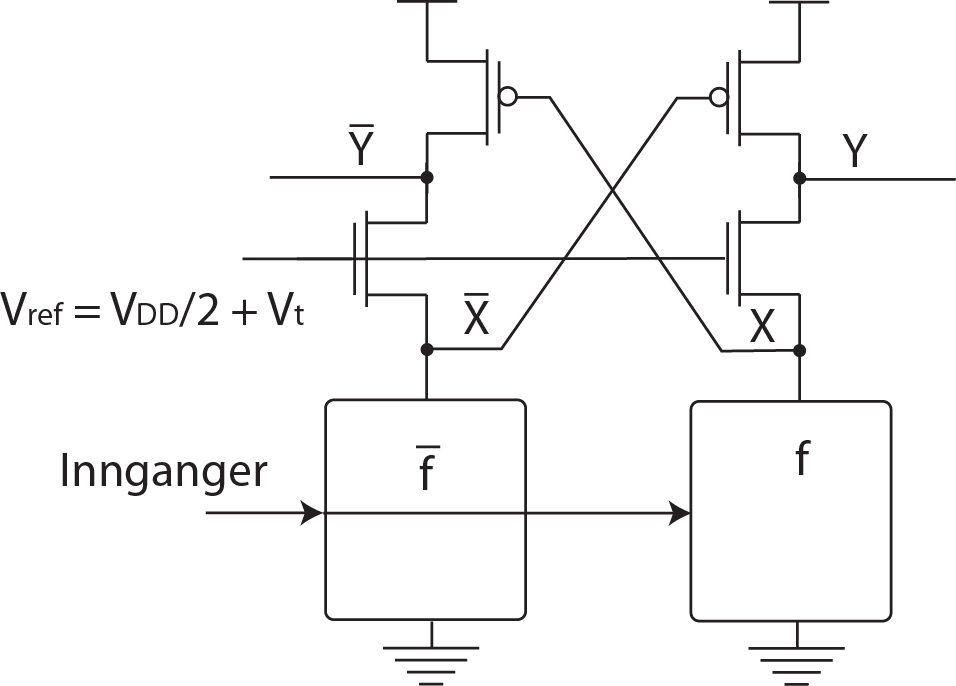 Y̅
Y
Vref = VDD/2 + Vt
X̅
X
f̅
f
Innganger